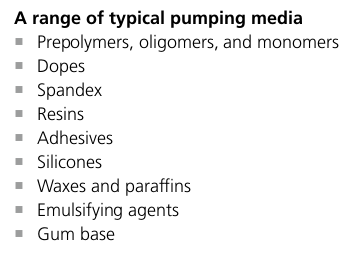 A range of typical pumping media
■ Prepolymers, oligomers, and monomers
■ Dopes
■ Spandex
■ Resins
■ Adhesives
■ Silicones
■ Waxes and paraffins
■ Emulsifying agents
■ Gum base